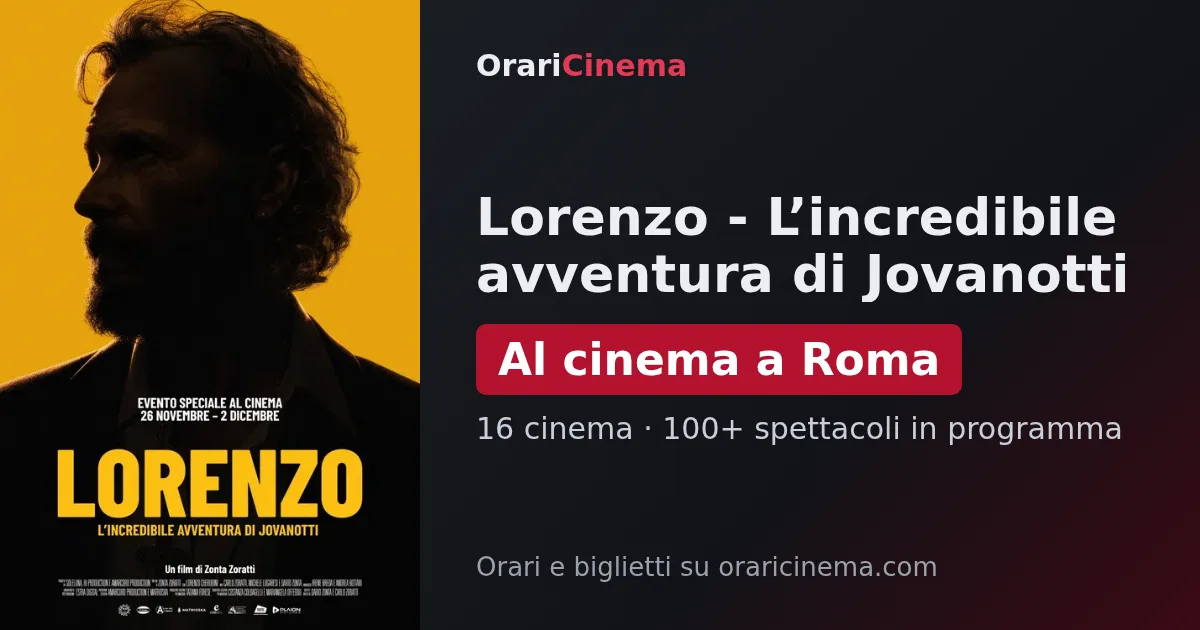 EVENTO SPECIALE AL CINEMA
26 NOVEMBRE – 2 DICEMBRE
LORENZO
L'INCREDIBILE AVVENTURA DI JOVANOTTI
Un film di Zonta Zoratti
OrariCinema
Lorenzo - L’incredibile
avventura di Jovanotti
Al cinema a Roma
16 cinema · 100+ spettacoli in programma
Orari e biglietti su oraricinema.com